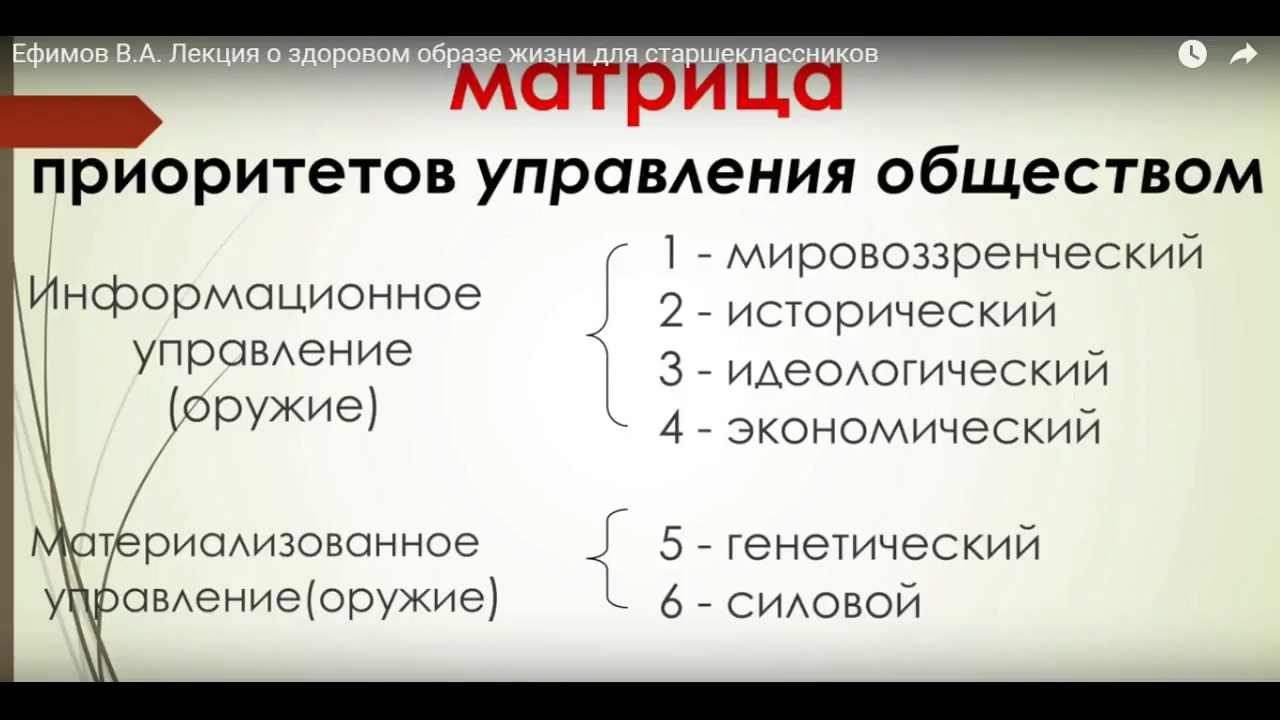 Ефимов В.А. Лекция о здоровом образе жизни для старшеклассников
матрица
приоритетов управления обществом
Информационное
управление
(оружие)
1 - мировоззренческий
2 - исторический
3 - идеологический
4 - экономический
Материализованное
управление(оружие)
5 - генетический
6 - силовой